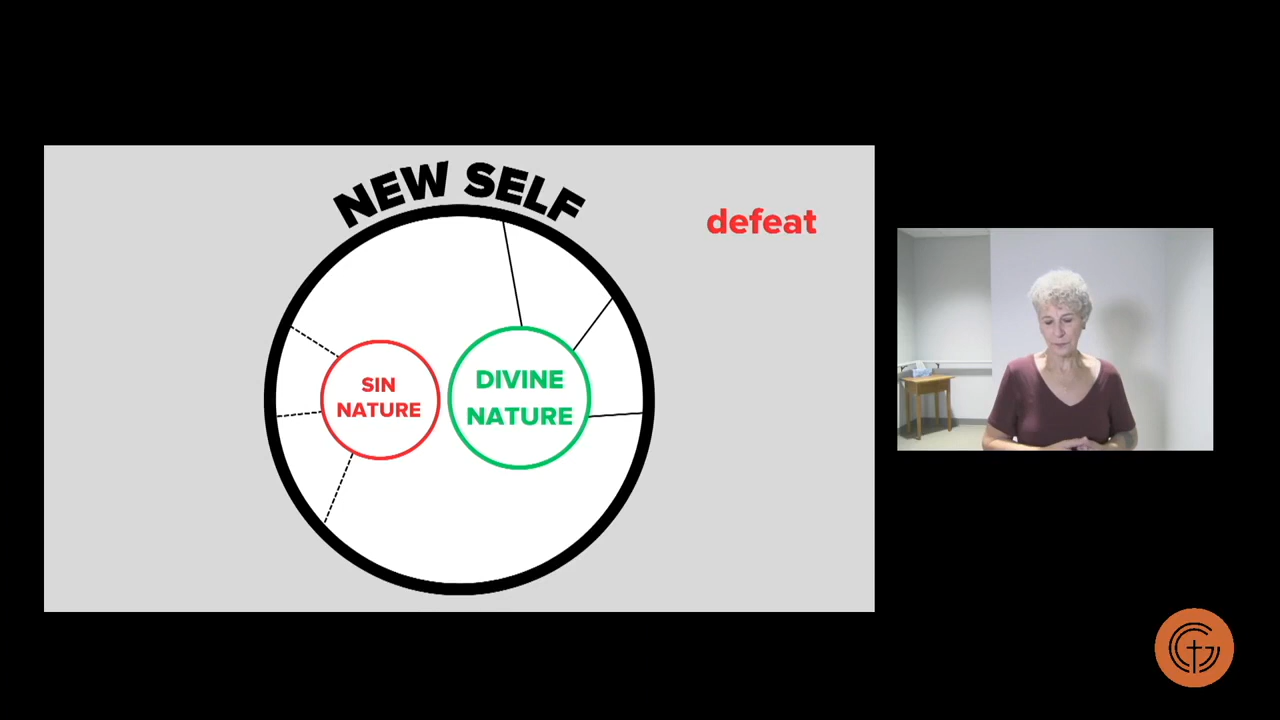 NEW SELF
defeat
SIN
NATURE
DIVINE
NATURE